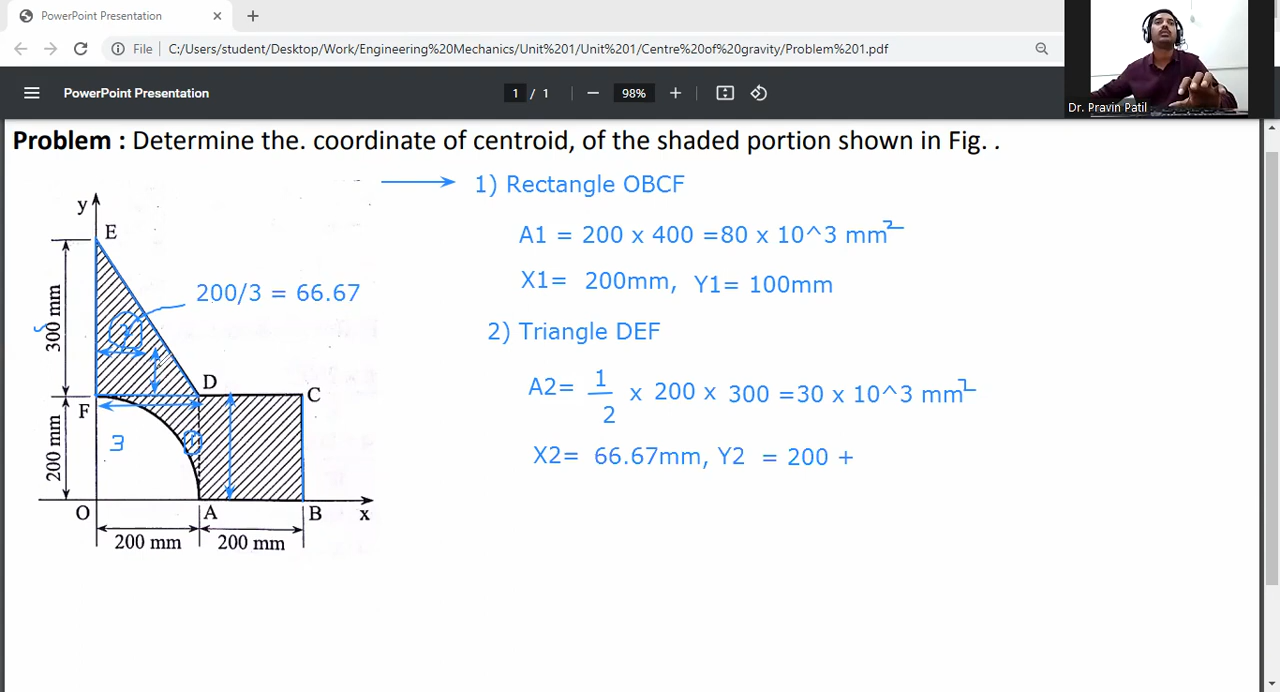 PowerPoint Presentation
File C:/Users/student/Desktop/Work/Engineering%20Mechanics/Unit%201/Unit%201/Centre%20of%20gravity/Problem%201.pdf
PowerPoint Presentation
1 / 1
98%
Dr. Pravin Patil
Problem : Determine the. coordinate of centroid, of the shaded portion shown in Fig. .
1) Rectangle OBCF
A1 = 200 x 400 =80 x 10^3 mm2
X1= 200mm, Y1= 100mm
2) Triangle DEF
A2= 1/2 x 200 x 300 =30 x 10^3 mm2
X2= 66.67mm, Y2 = 200 +
y
E
200/3 = 66.67
300 mm
2
D
C
F
3
1
200 mm
O
A
B
x
200 mm
200 mm